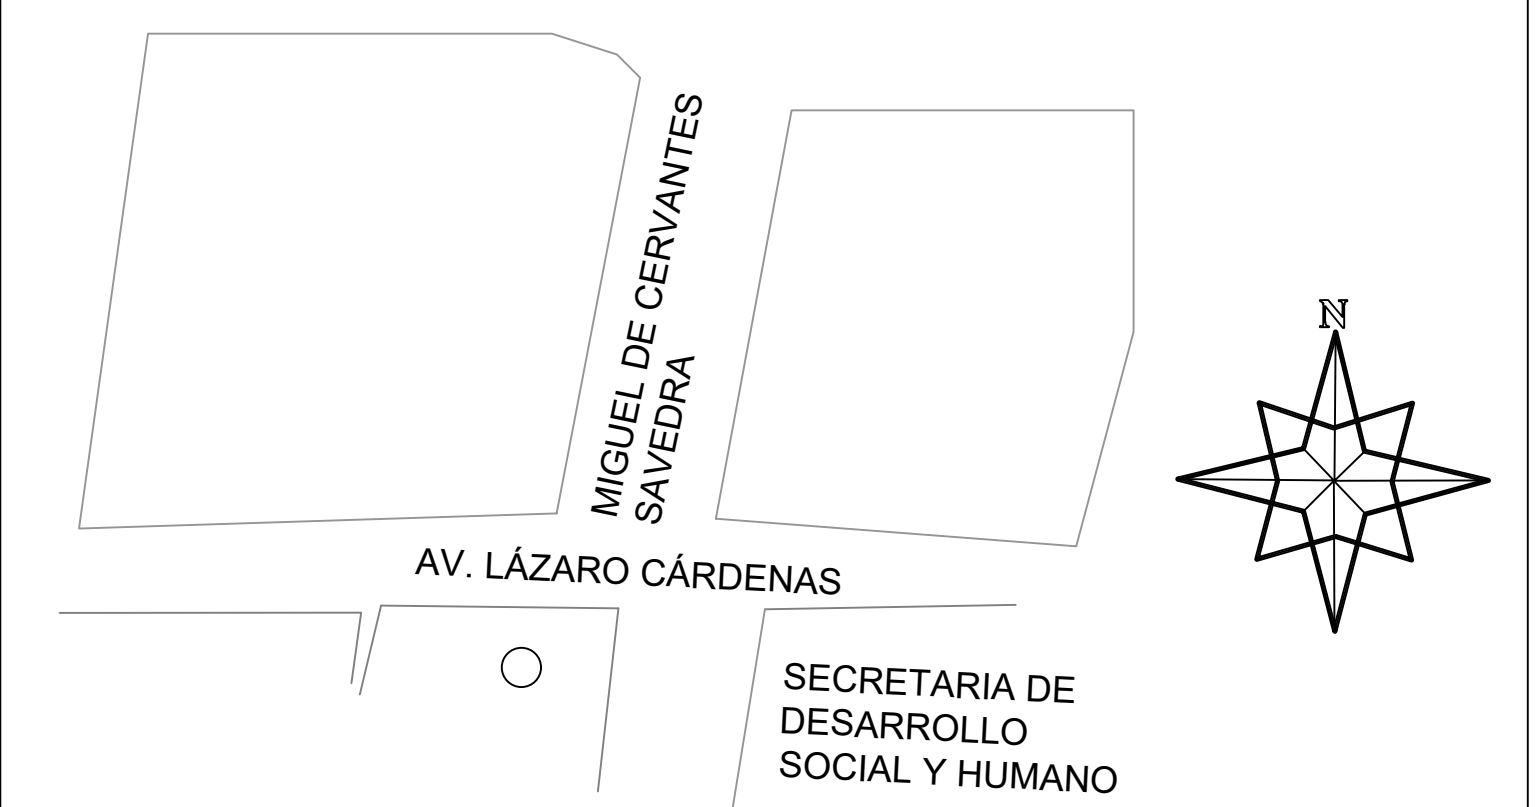 MIGUEL DE CERVANTES
SAVEDRA
N
AV. LÁZARO CÁRDENAS
SECRETARIA DE
DESARROLLO
SOCIAL Y HUMANO